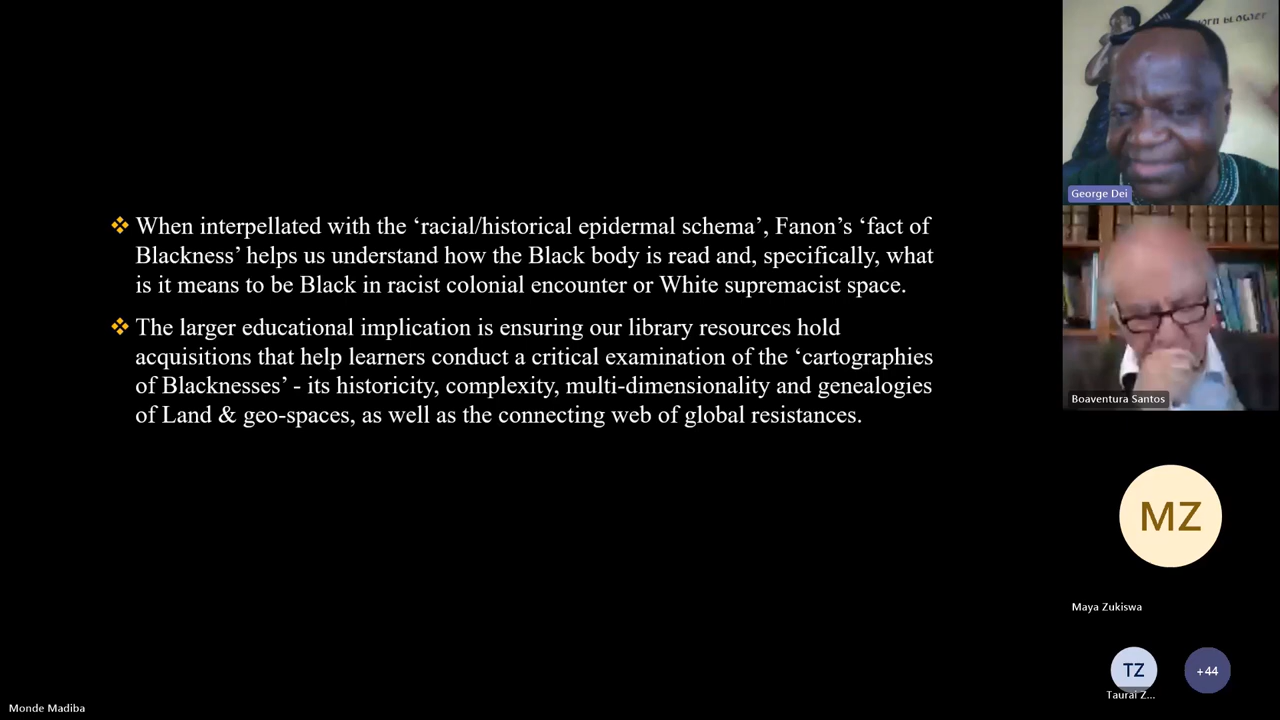 When interpellated with the ‘racial/historical epidermal schema’, Fanon’s ‘fact of
Blackness’ helps us understand how the Black body is read and, specifically, what
is it means to be Black in racist colonial encounter or White supremacist space.
The larger educational implication is ensuring our library resources hold
acquisitions that help learners conduct a critical examination of the ‘cartographies
of Blacknesses’ - its historicity, complexity, multi-dimensionality and genealogies
of Land & geo-spaces, as well as the connecting web of global resistances.
George Dei
Boaventura Santos
MZ
Maya Zukiswa
TZ
+44
Taurai Z...
Monde Madiba